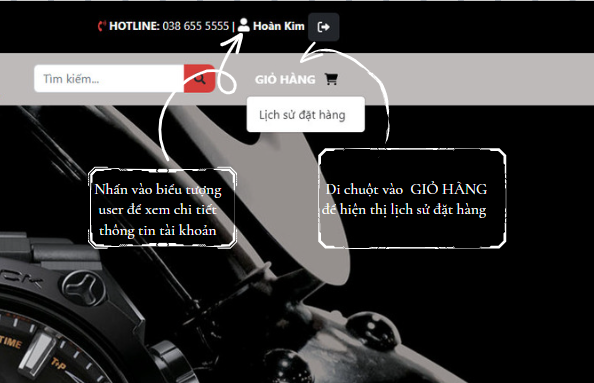 HOTLINE: 038 655 5555 | Hoàn Kim
Tìm kiếm...
GIỎ HÀNG
Lịch sử đặt hàng
Nhấn vào biểu tượng
user để xem chi tiết
thông tin tài khoản
Di chuột vào GIỎ HÀNG
để hiện thị lịch sử đặt hàng
TIME